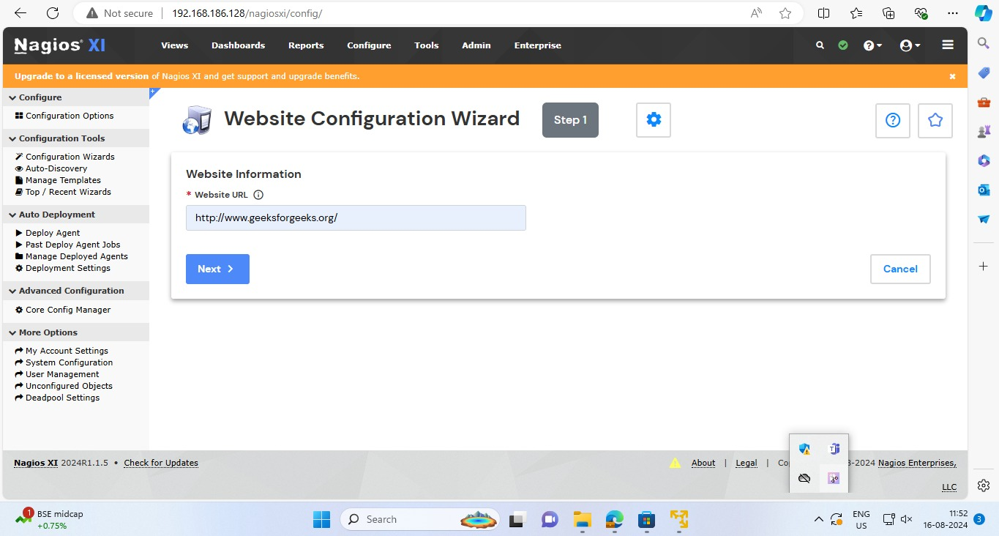 Not secure
192.168.186.128/nagiosxi/config/
Nagios® XI
Views
Dashboards
Reports
Configure
Tools
Admin
Enterprise
Upgrade to a licensed version of Nagios XI and get support and upgrade benefits.
Configure
Configuration Options
Configuration Tools
Configuration Wizards
Auto-Discovery
Manage Templates
Top / Recent Wizards
Auto Deployment
Deploy Agent
Past Deploy Agent Jobs
Manage Deployed Agents
Deployment Settings
Advanced Configuration
Core Config Manager
More Options
My Account Settings
System Configuration
User Management
Unconfigured Objects
Deadpool Settings
Website Configuration Wizard
Step 1
Website Information
* Website URL
http://www.geeksforgeeks.org/
Next
Cancel
Nagios XI 2024R1.1.5 • Check for Updates
About | Legal |
-2024 Nagios Enterprises,
LLC
1
BSE midcap
+0.75%
Search
ENG
US
11:52
16-08-2024
3